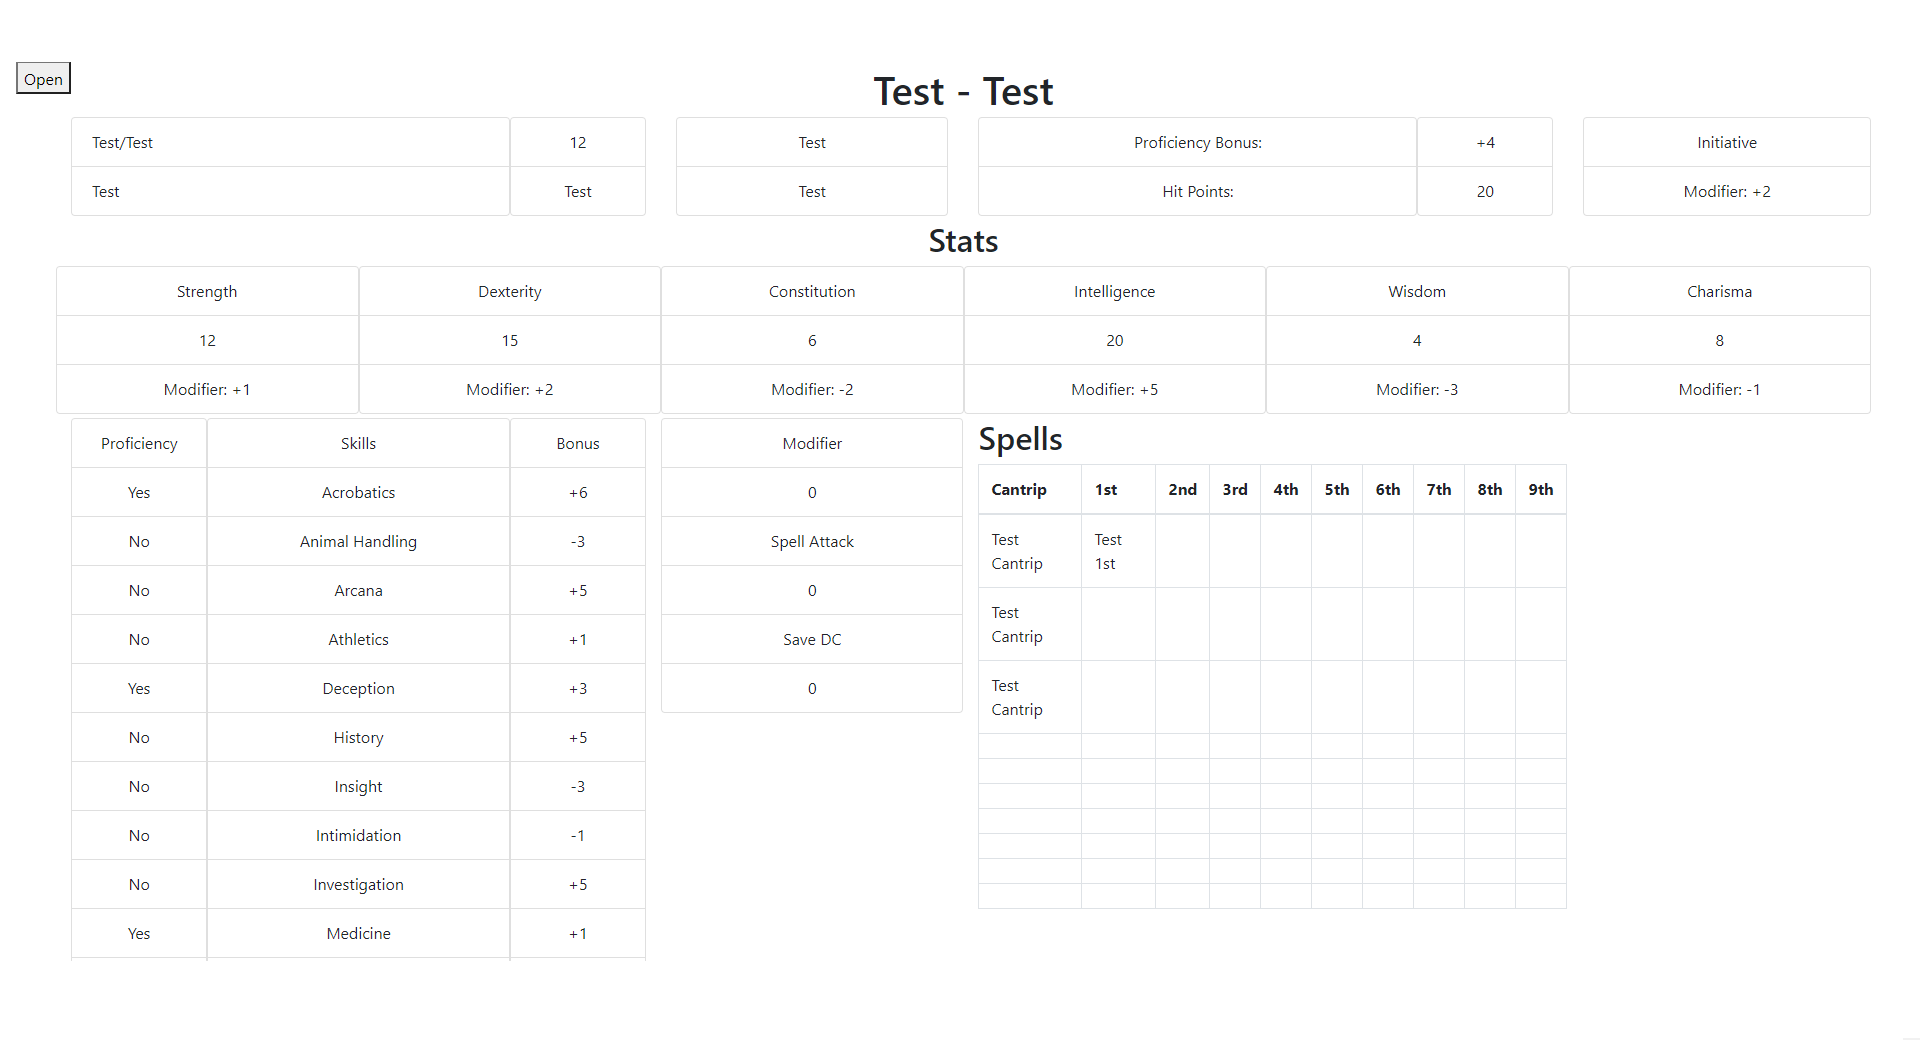 Open
Test - Test
Test/Test 12 Test Proficiency Bonus: +4 Initiative
Test Test Test Hit Points: 20 Modifier: +2
Stats
Strength Dexterity Constitution Intelligence Wisdom Charisma
12 15 6 20 4 8
Modifier: +1 Modifier: +2 Modifier: -2 Modifier: +5 Modifier: -3 Modifier: -1
Proficiency Skills Bonus
Yes Acrobatics +6
No Animal Handling -3
No Arcana +5
No Athletics +1
Yes Deception +3
No History +5
No Insight -3
No Intimidation -1
No Investigation +5
Yes Medicine +1
Modifier
0
Spell Attack
0
Save DC
0
Spells
Cantrip 1st 2nd 3rd 4th 5th 6th 7th 8th 9th
Test Test
Cantrip 1st
Test
Cantrip
Test
Cantrip